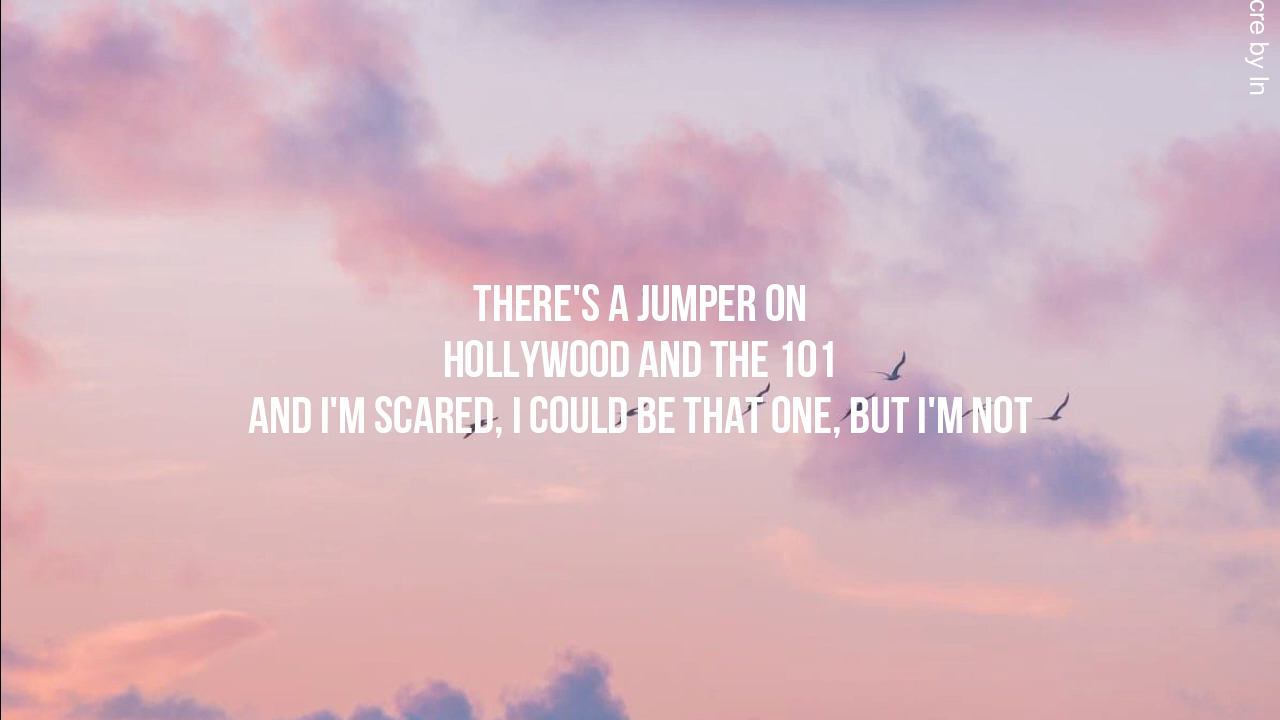 THERE'S A JUMPER ON
HOLLYWOOD AND THE 101
AND I'M SCARED, I COULD BE THAT ONE, BUT I'M NOT
cre by In